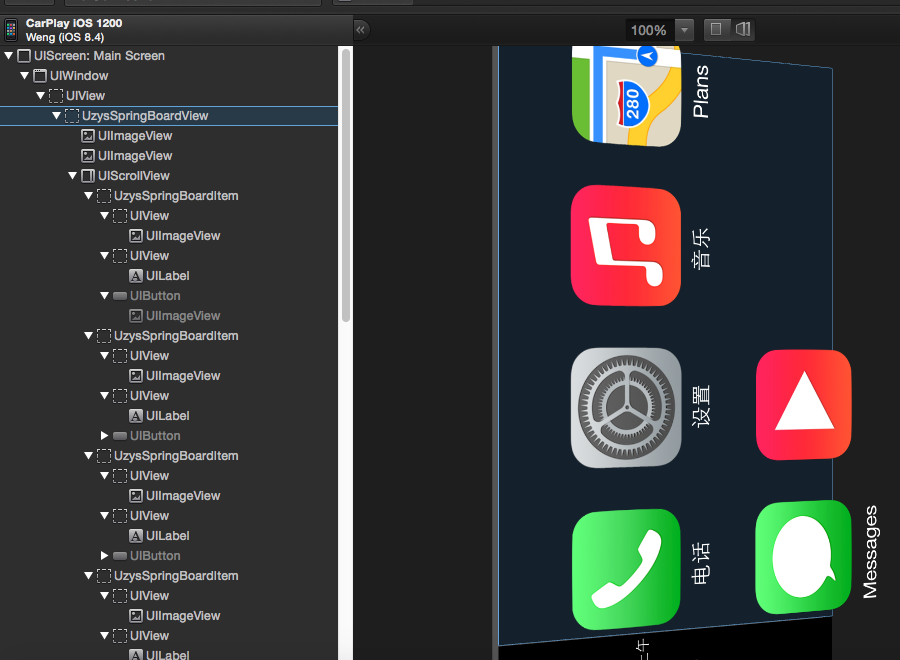 CarPlay iOS 1200
Weng (iOS 8.4)
100%
UIScreen: Main Screen
UIWindow
UIView
UzysSpringBoardView
UIImageView
UIImageView
UIScrollView
UzysSpringBoardItem
UIView
UIImageView
UIView
UILabel
UIButton
UIImageView
UzysSpringBoardItem
UIView
UIImageView
UIView
UILabel
UIButton
UzysSpringBoardItem
UIView
UIImageView
UIView
UILabel
UIButton
UzysSpringBoardItem
UIView
UIImageView
UIView
UILabel
280
Plans
音乐
设置
电话
Messages